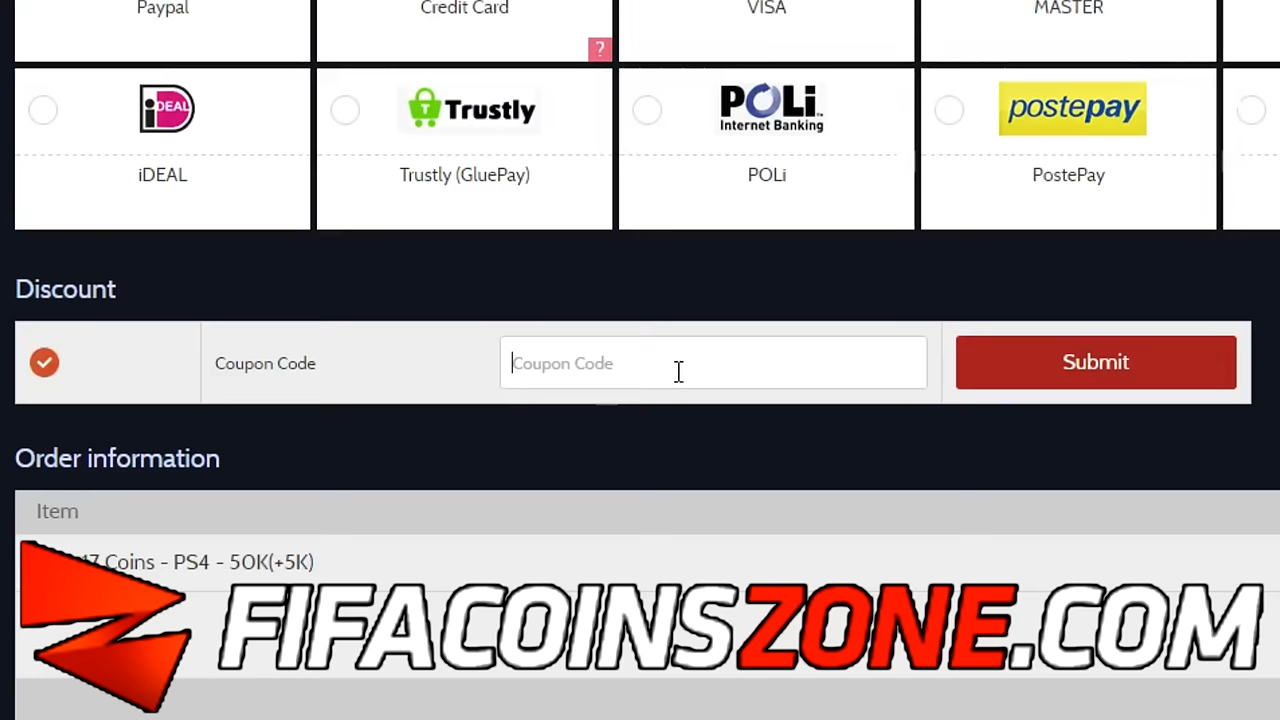 Paypal
Credit Card
VISA
MASTER
?
iDEAL
Trustly
POLi
Internet Banking
postepay
iDEAL
Trustly (GluePay)
POLi
PostePay
Discount
Coupon Code
Coupon Code
Submit
Order information
Item
17 Coins - PS4 - 50K(+5K)
FIFACOINSZONE.COM